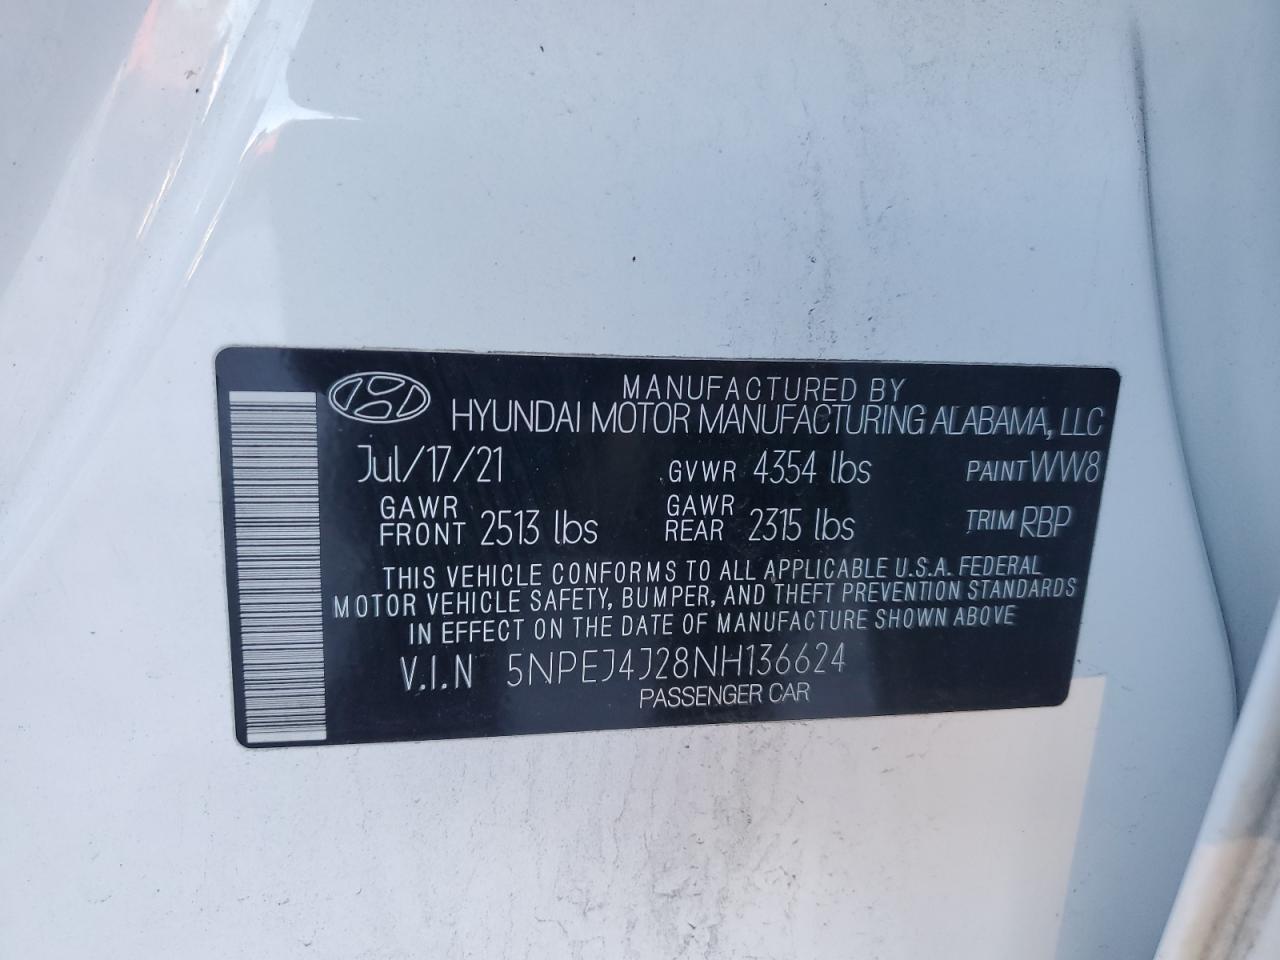 MANUFACTURED BY
HYUNDAI MOTOR MANUFACTURING ALABAMA, LLC
Jul/17/21 GVWR 4354 lbs PAINT WW8
GAWR FRONT 2513 lbs GAWR REAR 2315 lbs TRIM RBP
THIS VEHICLE CONFORMS TO ALL APPLICABLE U.S.A. FEDERAL
MOTOR VEHICLE SAFETY, BUMPER, AND THEFT PREVENTION STANDARDS
IN EFFECT ON THE DATE OF MANUFACTURE SHOWN ABOVE
V.I.N 5NPEJ4J28NH136624
PASSENGER CAR